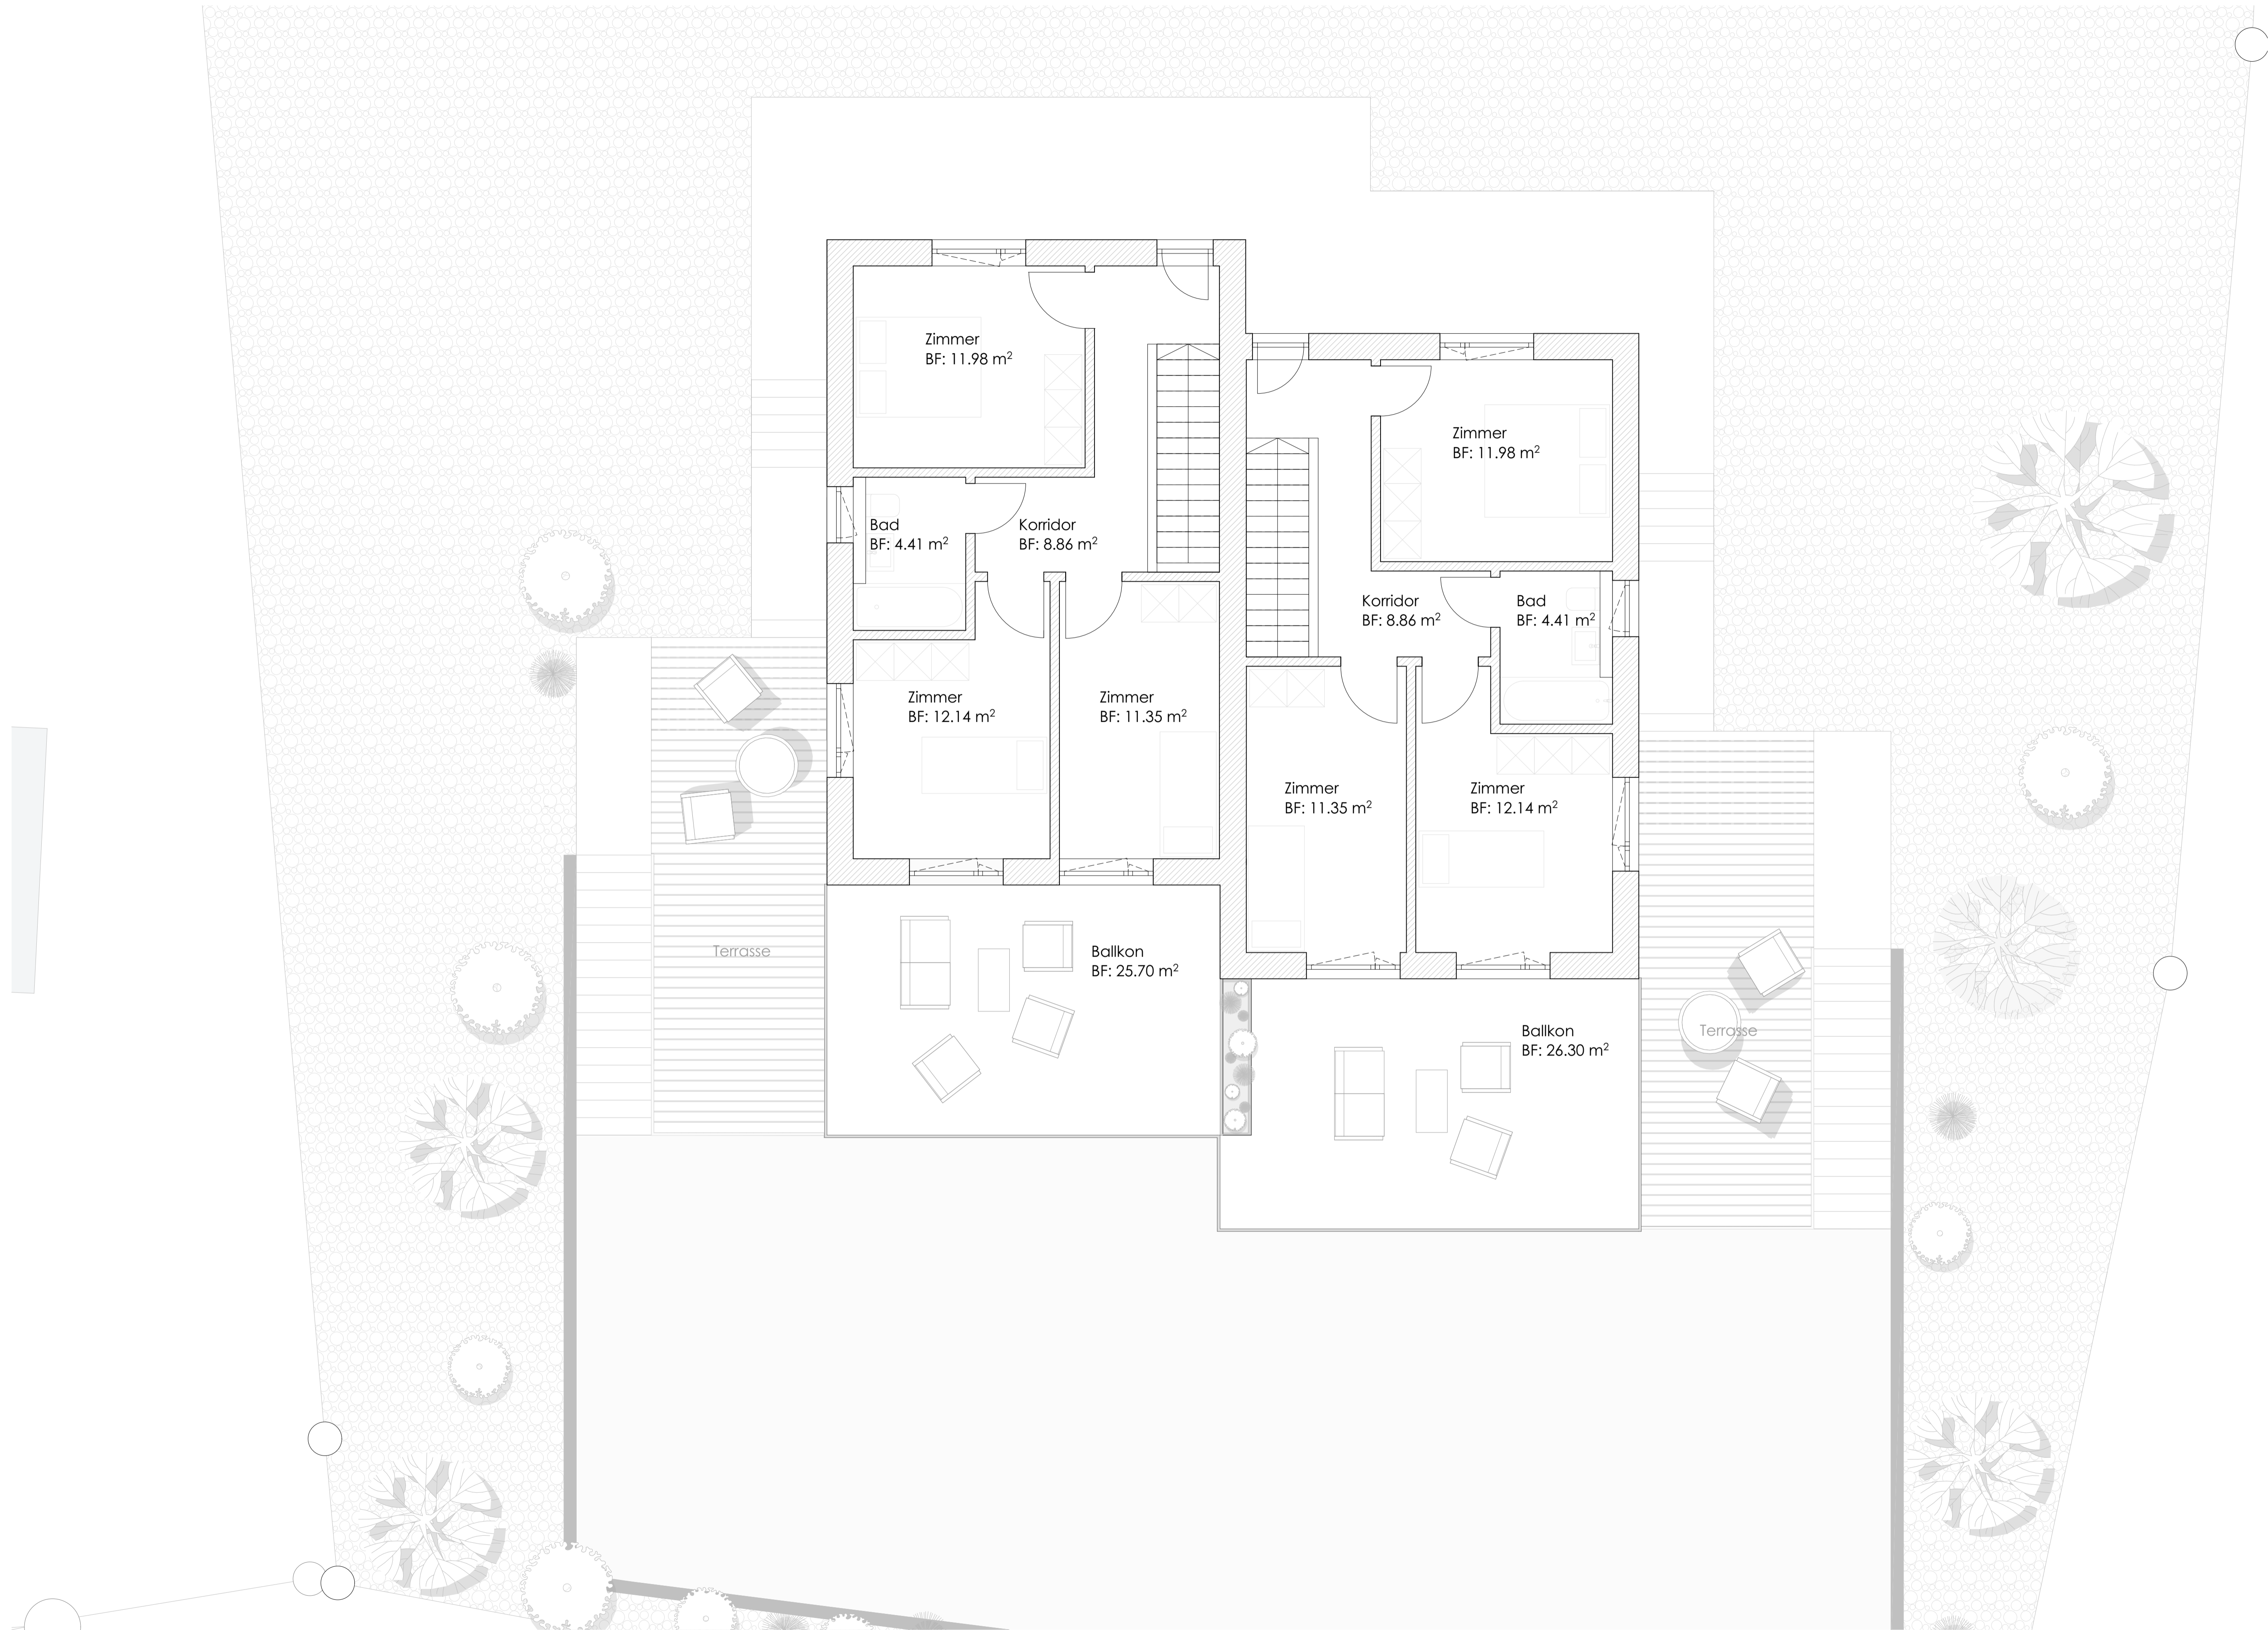 Zimmer
BF: 11.98 m²
Zimmer
BF: 11.98 m²
Bad
BF: 4.41 m²
Korridor
BF: 8.86 m²
Korridor
BF: 8.86 m²
Bad
BF: 4.41 m²
Zimmer
BF: 12.14 m²
Zimmer
BF: 11.35 m²
Zimmer
BF: 11.35 m²
Zimmer
BF: 12.14 m²
Terrasse
Ballkon
BF: 25.70 m²
Ballkon
BF: 26.30 m²
Terrasse